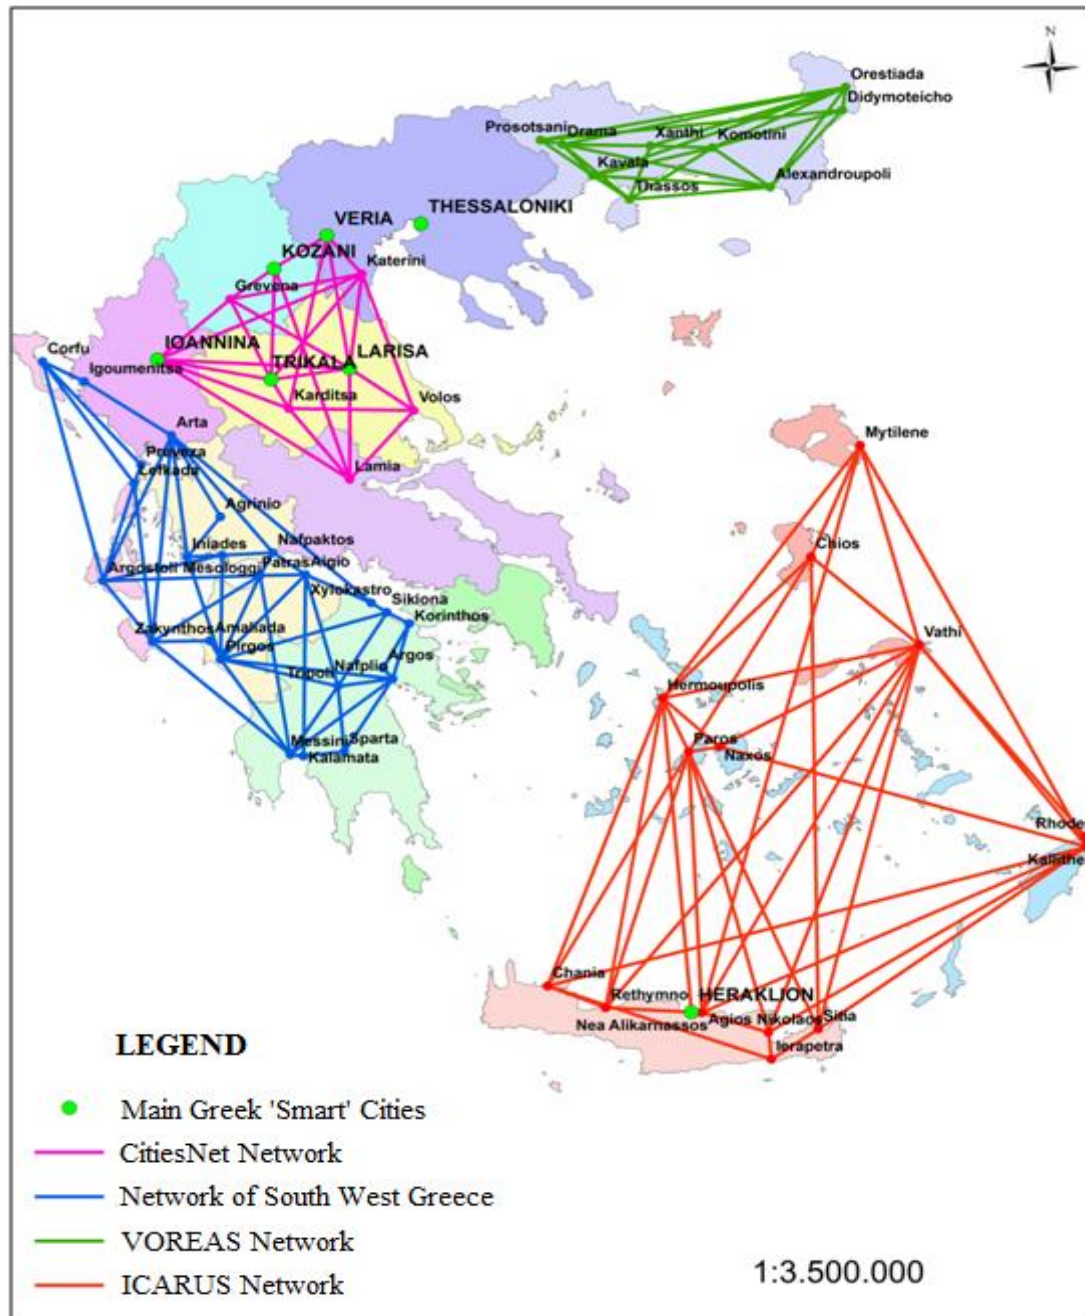 N
Orestiada
Didymoteicho
Prosotsani
Drama
Xanthi
Komotini
Kavala
Thassos
Alexandroupoli
THESSALONIKI
VERIA
KOZANI
Katerini
Grevena
IOANNINA
LARISA
TRIKALA
Corfu
Igoumenitsa
Karditsa
Volos
Arta
Mytilene
Preveza
Lefkada
Lamia
Agrinio
Iniades
Nafpaktos
Chios
Argostoli
Mesologgi
Patras
Aigio
Xylokastro
Sikiona
Korinthos
Zakynthos
Amaliada
Pirgos
Vathi
Argos
Nafplio
Tripoli
Hermoupolis
Messini
Sparta
Kalamata
Paros
Naxos
Rhode
Kallithe
Chania
Rethymno
HERAKLION
Nea Alikarnassos
Agios Nikolaos
Sitia
Ierapetra
LEGEND
Main Greek 'Smart' Cities
CitiesNet Network
Network of South West Greece
VOREAS Network
ICARUS Network
1:3.500.000